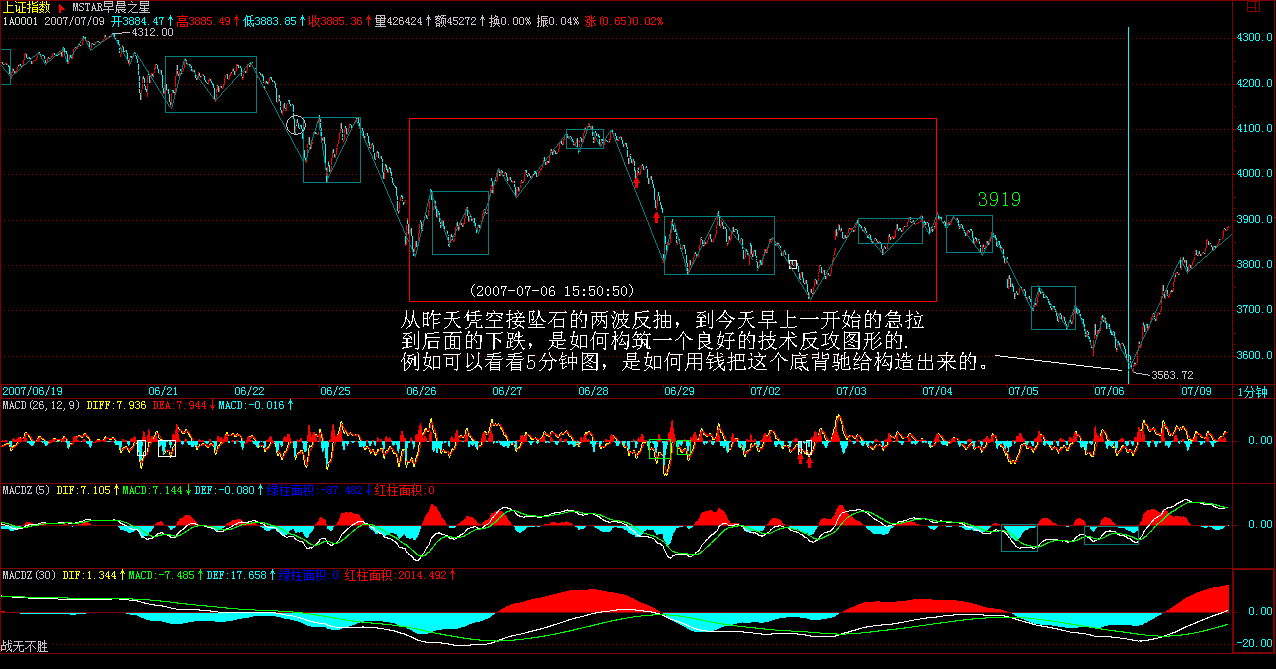 上证指数 MSTAR早晨之星
1A0001 2007/07/09 开3884.47↑高3885.49↑低3883.85↑收3885.38↑量426424↑额45272↑换0.00% 振0.04% 涨(0.85)0.02%
4312.00
4300.0
4200.0
4100.0
4000.0
3919
3900.0
3800.0
(2007-07-06 15:50:50)
从昨天凭空接坠石的两波反抽，到今天早上一开始的急拉
3700.0
到后面的下跌，是如何构筑一个良好的技术反攻图形的.
例如可以看看5分钟图，是如何用钱把这个底背驰给构造出来的。
3600.0
3563.72
2007/06/19 06/21 06/22 06/25 06/26 06/27 06/28 07/02 07/03 07/04 07/05 07/06 07/09 1分钟
MACD(26,12,9) DIFF:7.936 DEA:7.944↓MACD:-0.016↑
0.00
MACDZ(5) DIF:7.105↑MACD:7.144↓DEF:-0.080↑绿柱面积:-87.482↓红柱面积:0
0.00
MACDZ(30) DIF:1.344↑MACD:-7.485↑DEF:17.658↑绿柱面积:0 红柱面积:2014.492↑
0.00
-20.00
战无不胜